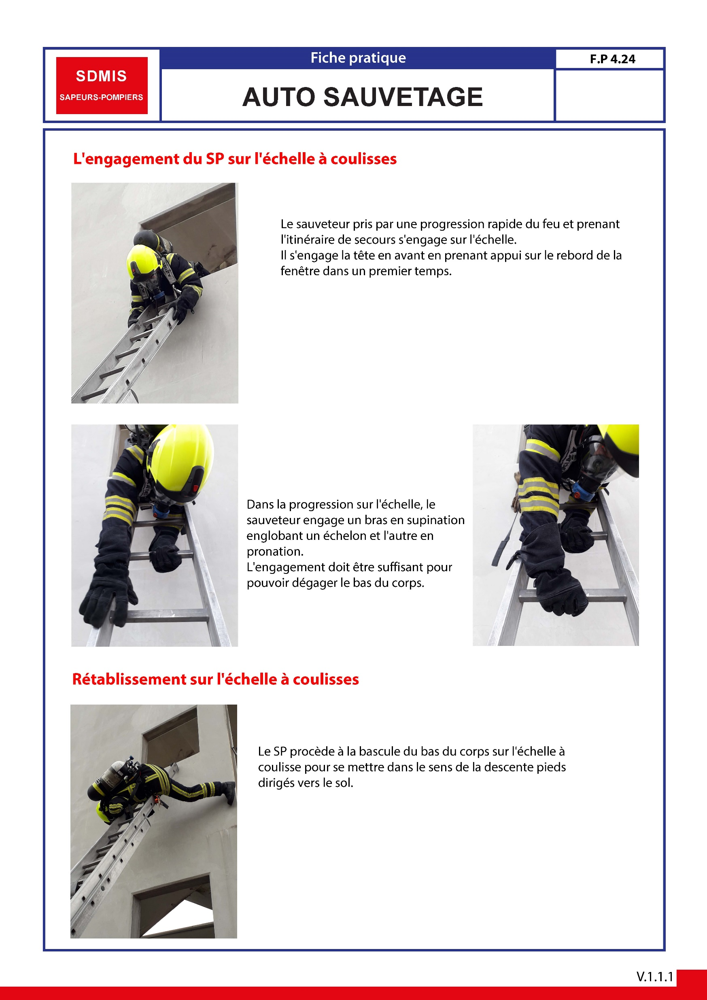 SDMIS
SAPEURS-POMPIERS
Fiche pratique
F.P 4.24
AUTO SAUVETAGE
L'engagement du SP sur l'échelle à coulisses
Le sauveteur pris par une progression rapide du feu et prenant
l'itinéraire de secours s'engage sur l'échelle.
Il s'engage la tête en avant en prenant appui sur le rebord de la
fenêtre dans un premier temps.
Dans la progression sur l'échelle, le
sauveteur engage un bras en supination
englobant un échelon et l'autre en
pronation.
L'engagement doit être suffisant pour
pouvoir dégager le bas du corps.
Rétablissement sur l'échelle à coulisses
Le SP procède à la bascule du bas du corps sur l'échelle à
coulisse pour se mettre dans le sens de la descente pieds
dirigés vers le sol.
V.1.1.1